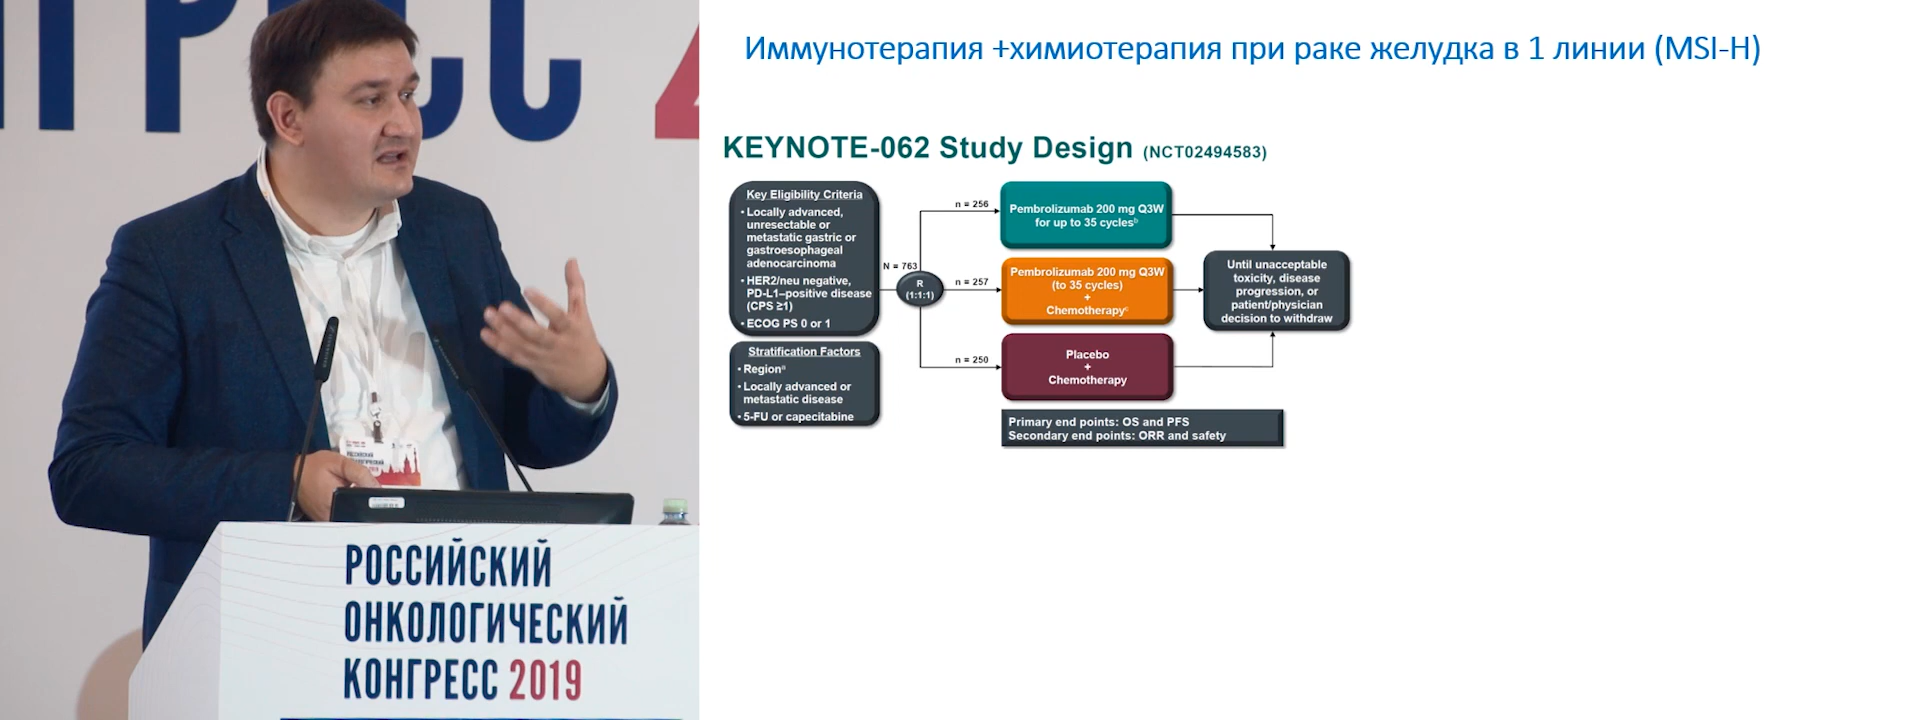 Иммунотерапия +химиотерапия при раке желудка в 1 линии (MSI-H)
KEYNOTE-062 Study Design (NCT02494583)
Key Eligibility Criteria
• Locally advanced,
unresectable or
metastatic gastric or
gastroesophageal
adenocarcinoma
• HER2/neu negative,
PD-L1–positive disease
(CPS ≥1)
• ECOG PS 0 or 1
Stratification Factors
• Regionᵃ
• Locally advanced or
metastatic disease
• 5-FU or capecitabine
N = 763
R
(1:1:1)
n = 256
Pembrolizumab 200 mg Q3W
for up to 35 cyclesᵇ
n = 257
Pembrolizumab 200 mg Q3W
(to 35 cycles)
+
Chemotherapyᶜ
n = 250
Placebo
+
Chemotherapy
Until unacceptable
toxicity, disease
progression, or
patient/physician
decision to withdraw
Primary end points: OS and PFS
Secondary end points: ORR and safety
РОССИЙСКИЙ
ОНКОЛОГИЧЕСКИЙ
КОНГРЕСС 2019